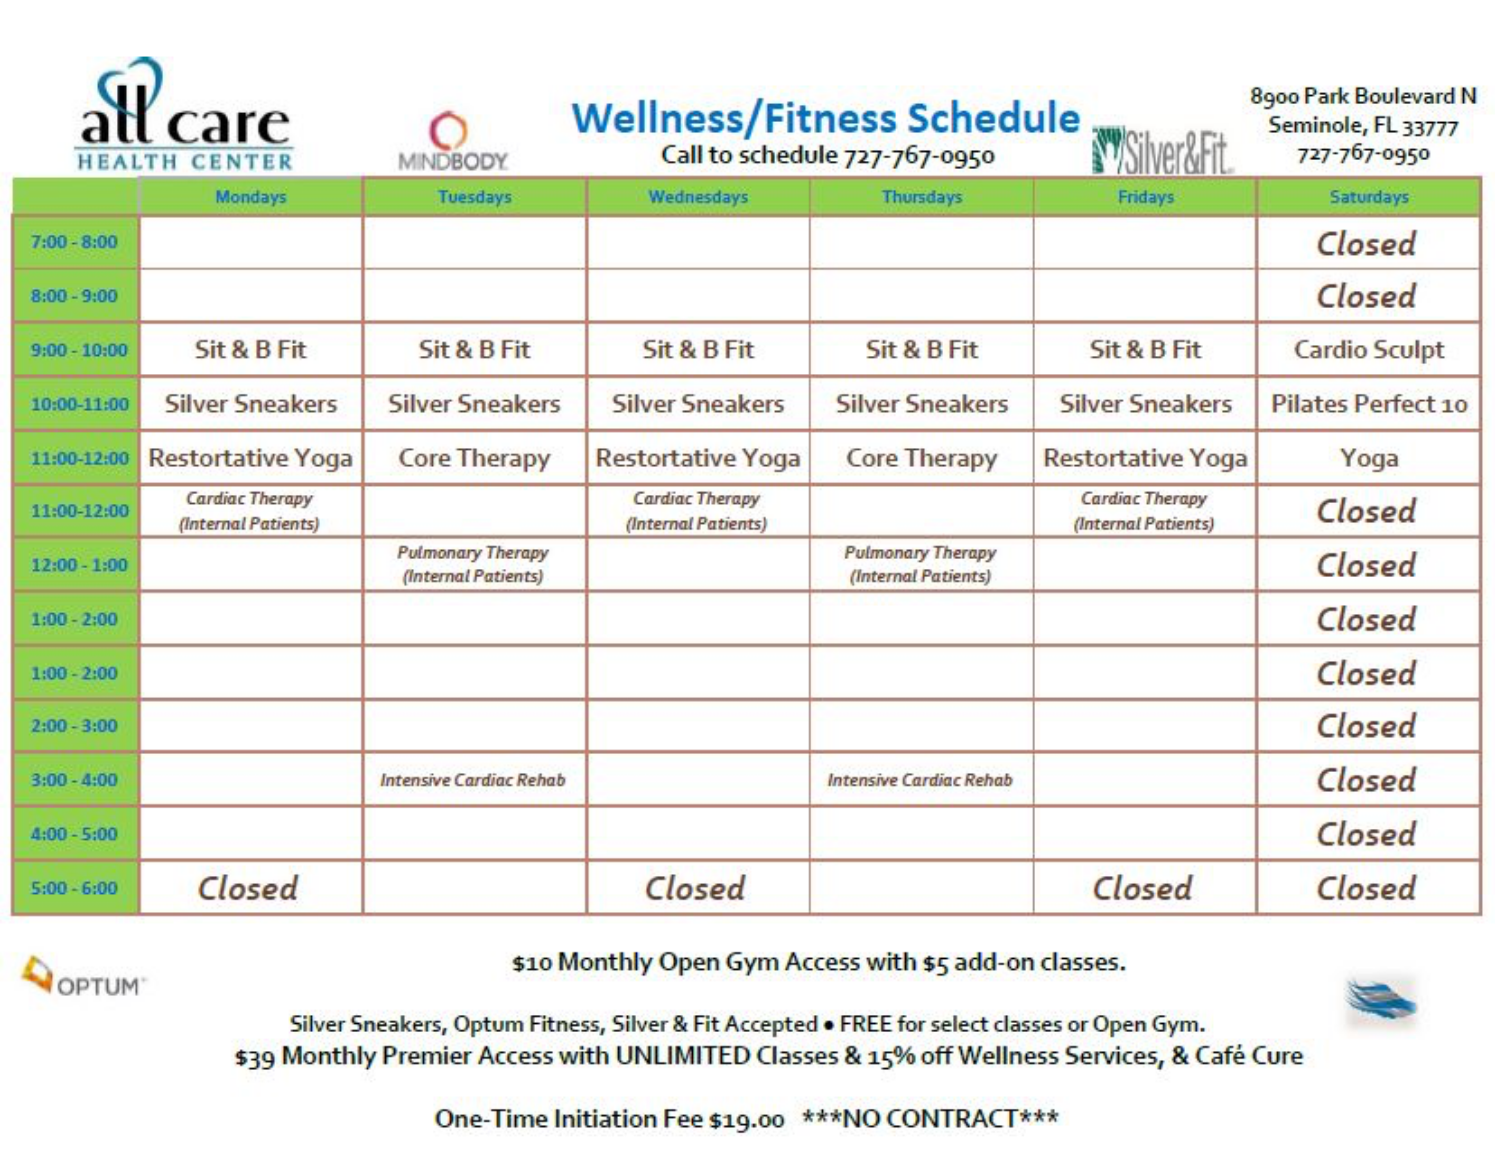 all care
HEALTH CENTER
MINDBODY
Wellness/Fitness Schedule
Call to schedule 727-767-0950
Silver&Fit
8900 Park Boulevard N
Seminole, FL 33777
727-767-0950
Mondays Tuesdays Wednesdays Thursdays Fridays Saturdays
7:00 - 8:00 Closed
8:00 - 9:00 Closed
9:00 - 10:00 Sit & B Fit Sit & B Fit Sit & B Fit Sit & B Fit Sit & B Fit Cardio Sculpt
10:00-11:00 Silver Sneakers Silver Sneakers Silver Sneakers Silver Sneakers Silver Sneakers Pilates Perfect 10
11:00-12:00 Restortative Yoga Core Therapy Restortative Yoga Core Therapy Restortative Yoga Yoga
11:00-12:00 Cardiac Therapy Cardiac Therapy Cardiac Therapy Closed
(Internal Patients) (Internal Patients) (Internal Patients)
12:00 - 1:00 Pulmonary Therapy Pulmonary Therapy Closed
(Internal Patients) (Internal Patients)
1:00 - 2:00 Closed
1:00 - 2:00 Closed
2:00 - 3:00 Closed
3:00 - 4:00 Intensive Cardiac Rehab Intensive Cardiac Rehab Closed
4:00 - 5:00 Closed
5:00 - 6:00 Closed Closed Closed Closed
OPTUM
$10 Monthly Open Gym Access with $5 add-on classes.
Silver Sneakers, Optum Fitness, Silver & Fit Accepted • FREE for select classes or Open Gym.
$39 Monthly Premier Access with UNLIMITED Classes & 15% off Wellness Services, & Café Cure
One-Time Initiation Fee $19.00 ***NO CONTRACT***